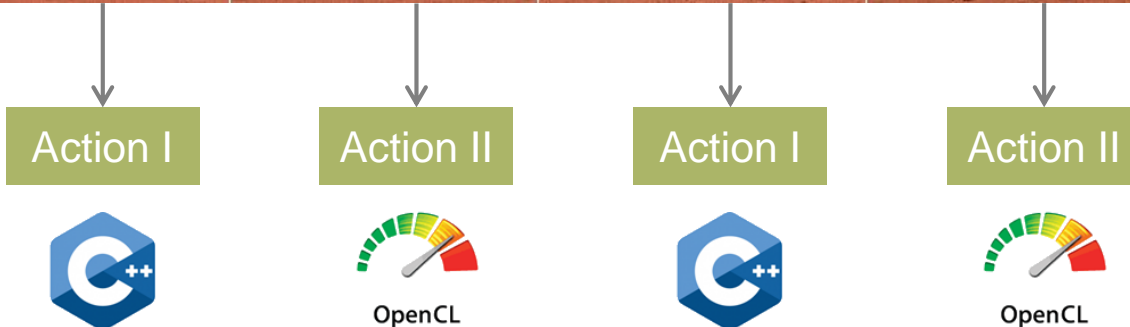 Action I
Action II
Action I
Action II
C++
OpenCL
C++
OpenCL